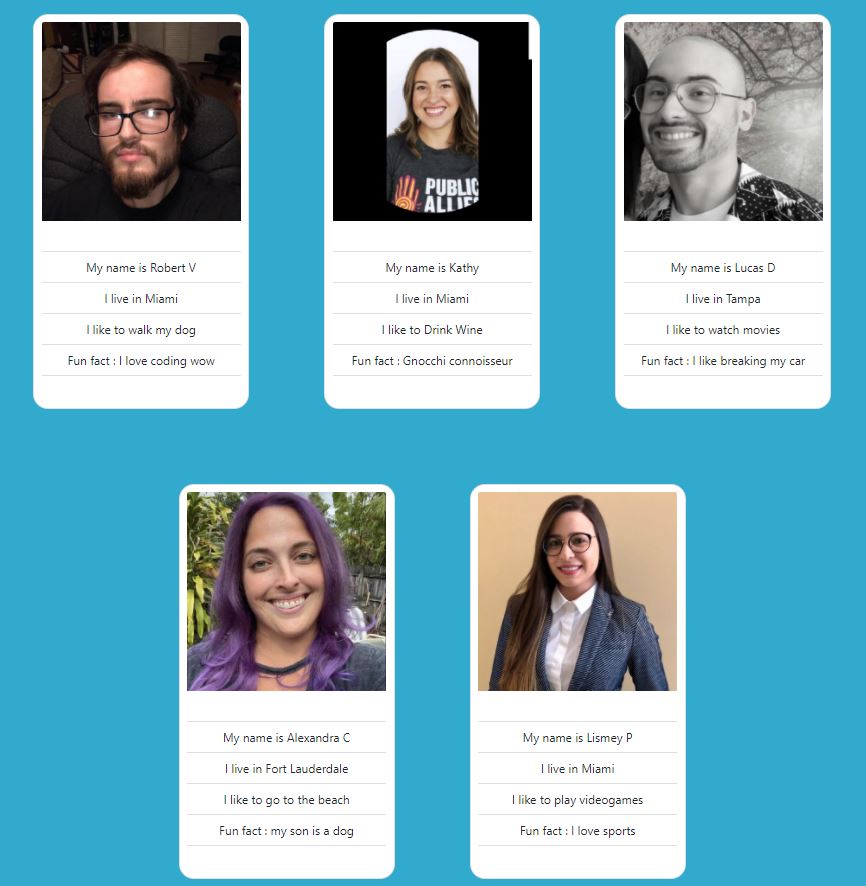 PUBLIC
ALLIE
My name is Robert V
I live in Miami
I like to walk my dog
Fun fact : I love coding wow
My name is Kathy
I live in Miami
I like to Drink Wine
Fun fact : Gnocchi connoisseur
My name is Lucas D
I live in Tampa
I like to watch movies
Fun fact : I like breaking my car
My name is Alexandra C
I live in Fort Lauderdale
I like to go to the beach
Fun fact : my son is a dog
My name is Lismey P
I live in Miami
I like to play videogames
Fun fact : I love sports